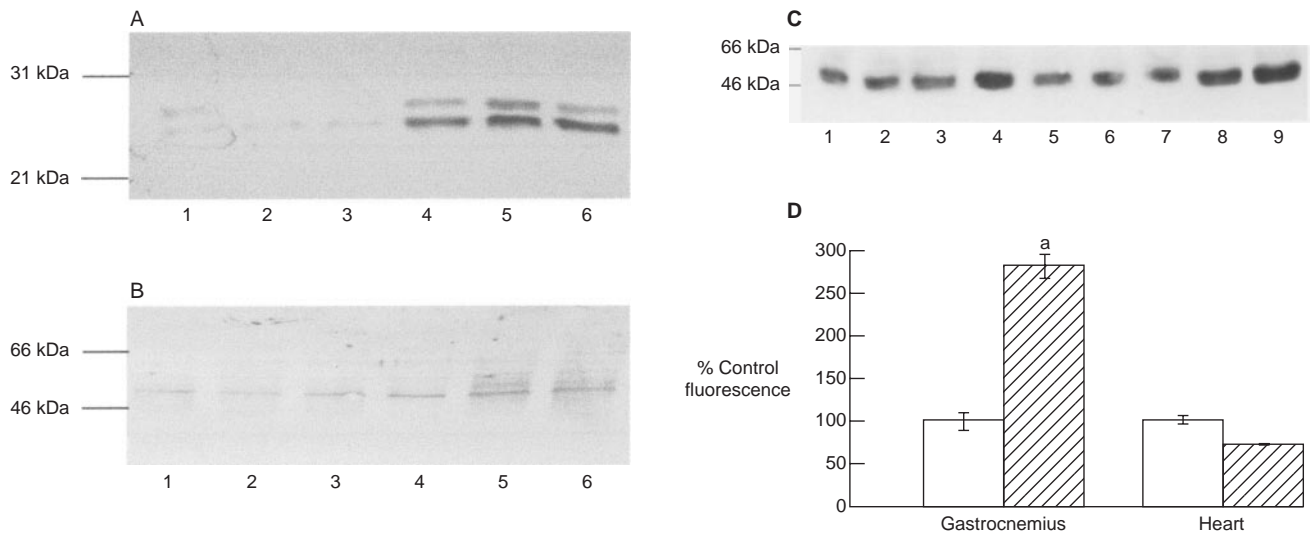 A
31 kDa
21 kDa
1 2 3 4 5 6
B
66 kDa
46 kDa
1 2 3 4 5 6
C
66 kDa
46 kDa
1 2 3 4 5 6 7 8 9
D
300
250
200
150
100
50
0
% Control
fluorescence
a
Gastrocnemius Heart